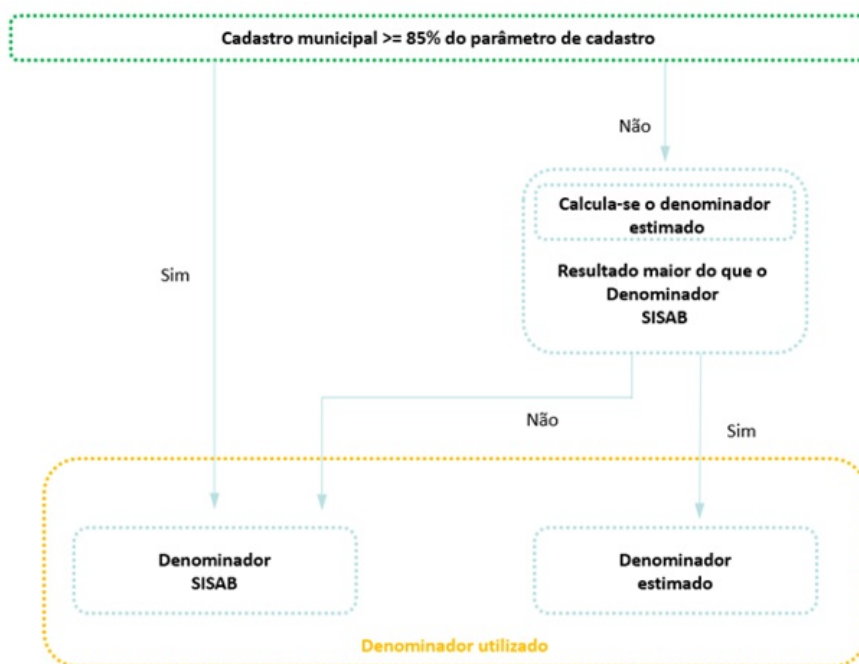 Cadastro municipal >= 85% do parâmetro de cadastro
Não
Calcula-se o denominador
estimado
Sim
Resultado maior do que o
Denominador
SISAB
Não
Sim
Denominador
SISAB
Denominador
estimado
Denominador utilizado